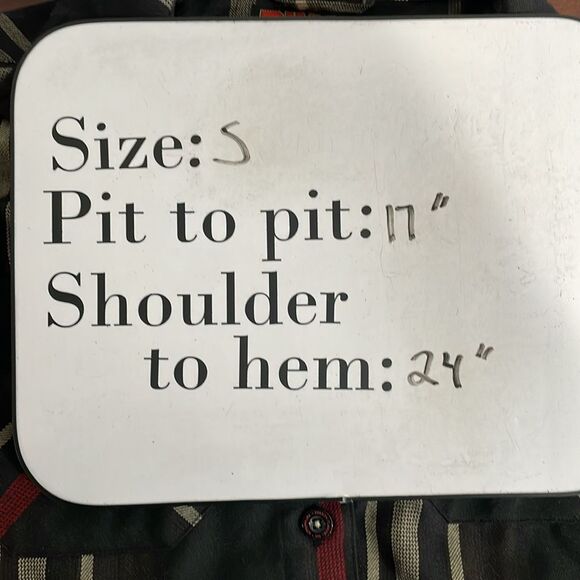 Size: S
Pit to pit: 17"
Shoulder
to hem: 24"